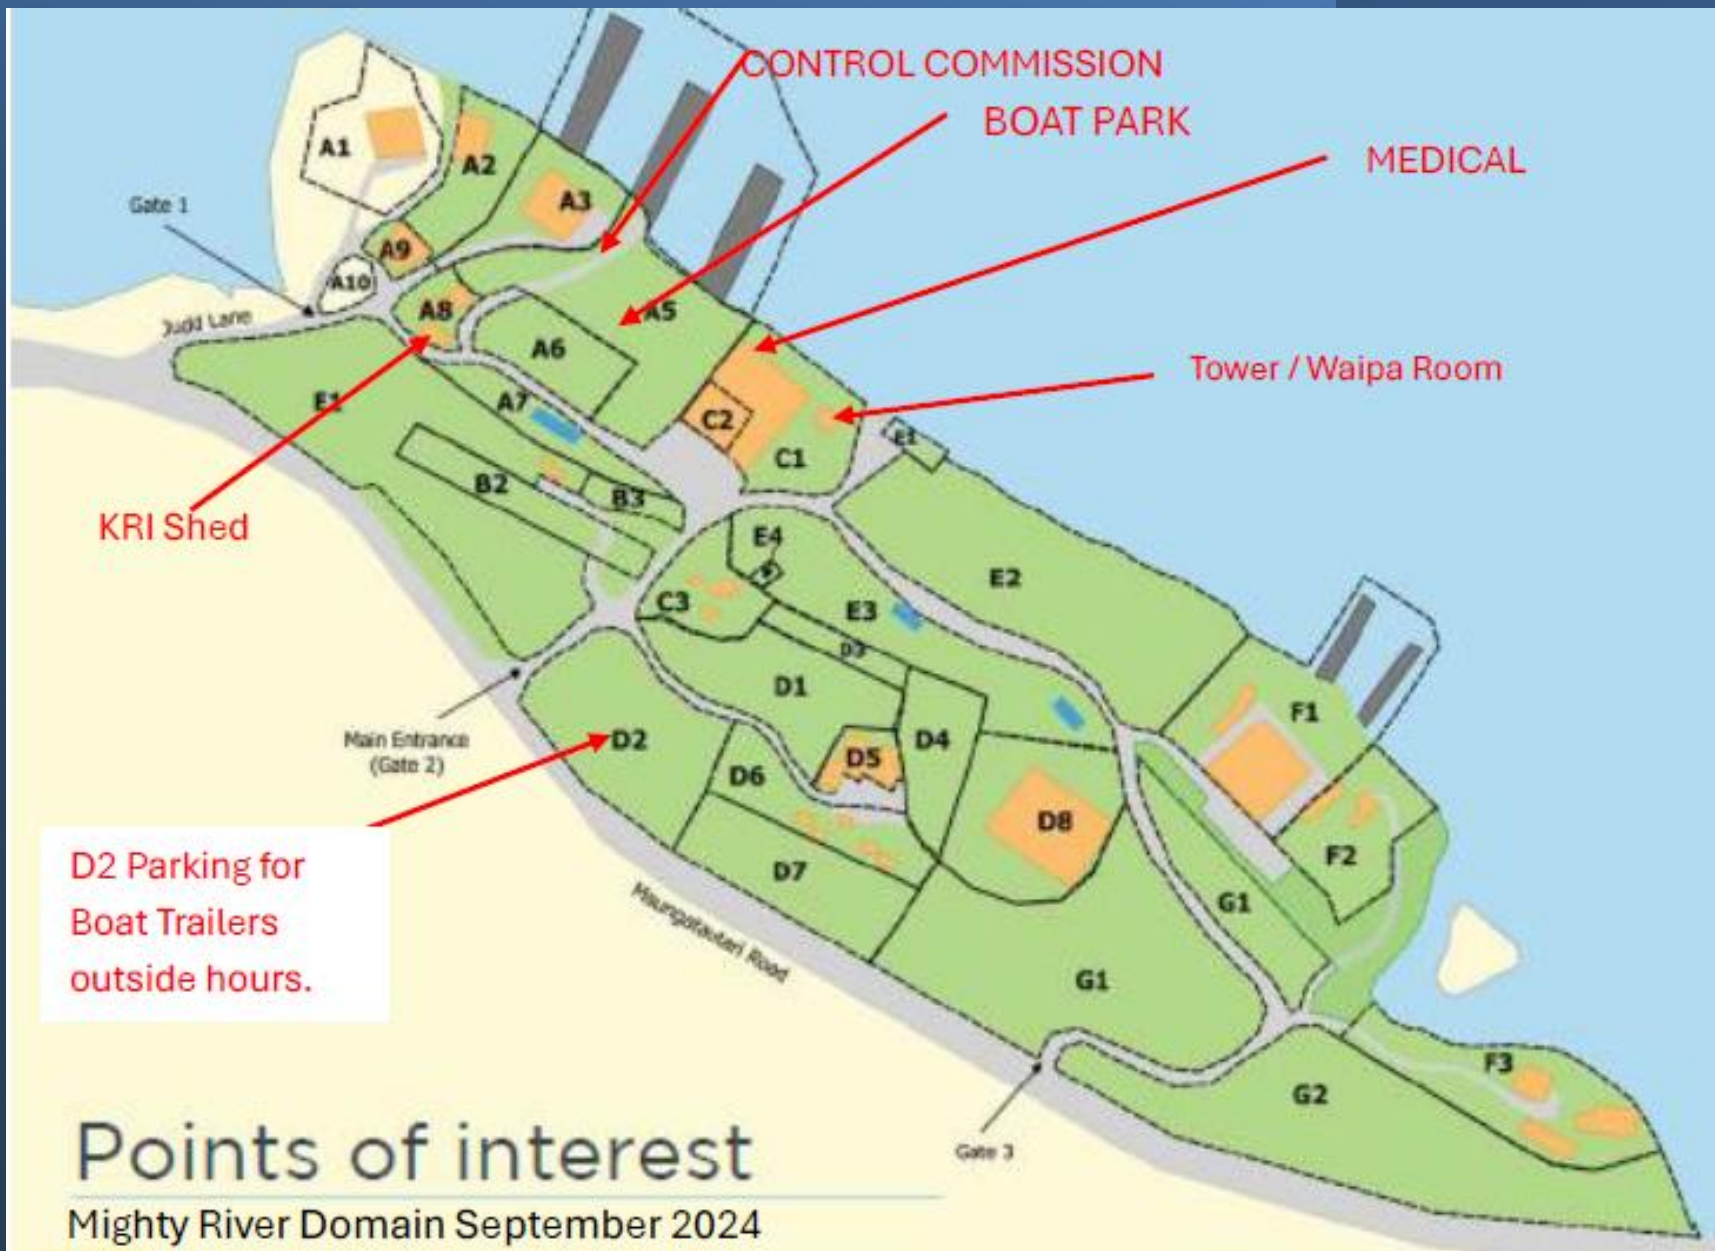 CONTROL COMMISSION
BOAT PARK
MEDICAL
A1
A2
Gate 1
A3
A9
A10
A8
Judd Lane
A5
A6
Tower / Waipa Room
E1
A7
C2
E1
C1
B2
B3
KRI Shed
E4
E2
C3
E3
D3
D1
F1
Main Entrance
(Gate 2)
D2
D4
D5
D6
D8
F2
D2 Parking for
Boat Trailers
outside hours.
D7
G1
Maungatautari Road
G1
F3
G2
Gate 3
Points of interest
Mighty River Domain September 2024